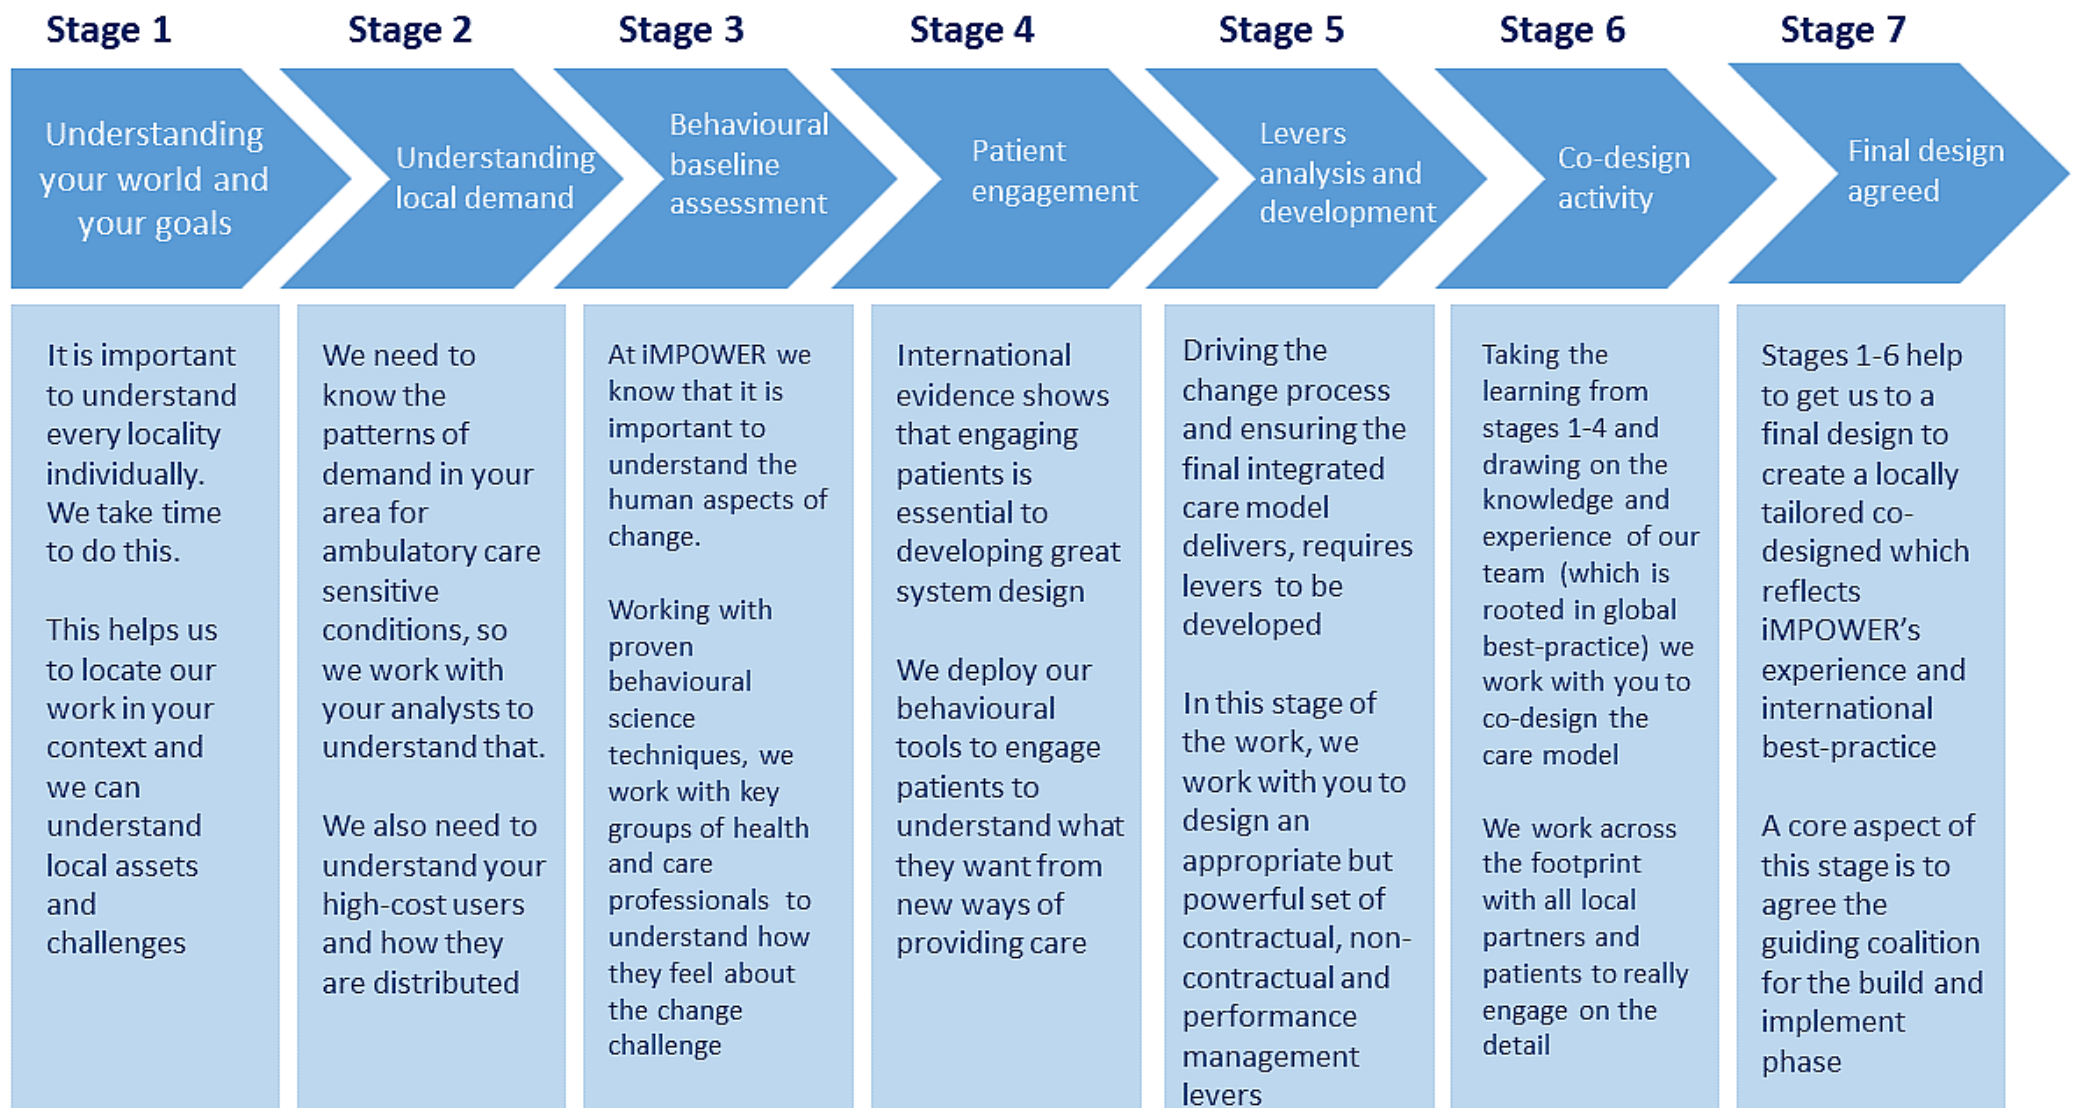 Stage 1
Stage 2
Stage 3
Stage 4
Stage 5
Stage 6
Stage 7
Understanding
your world and
your goals
Understanding
local demand
Behavioural
baseline
assessment
Patient
engagement
Levers
analysis and
development
Co-design
activity
Final design
agreed
It is important
to understand
every locality
individually.
We take time
to do this.
This helps us
to locate our
work in your
context and
we can
understand
local assets
and
challenges
We need to
know the
patterns of
demand in your
area for
ambulatory care
sensitive
conditions, so
we work with
your analysts to
understand that.
We also need to
understand your
high-cost users
and how they
are distributed
At iMPOWER we
know that it is
important to
understand the
human aspects of
change.
Working with
proven
behavioural
science
techniques, we
work with key
groups of health
and care
professionals to
understand how
they feel about
the change
challenge
International
evidence shows
that engaging
patients is
essential to
developing great
system design
We deploy our
behavioural
tools to engage
patients to
understand what
they want from
new ways of
providing care
Driving the
change process
and ensuring the
final integrated
care model
delivers, requires
levers to be
developed
In this stage of
the work, we
work with you to
design an
appropriate but
powerful set of
contractual, non-
contractual and
performance
management
levers
Taking the
learning from
stages 1-4 and
drawing on the
knowledge and
experience of our
team (which is
rooted in global
best-practice) we
work with you to
co-design the
care model
We work across
the footprint
with all local
partners and
patients to really
engage on the
detail
Stages 1-6 help
to get us to a
final design to
create a locally
tailored co-
designed which
reflects
iMPOWER's
experience and
international
best-practice
A core aspect of
this stage is to
agree the
guiding coalition
for the build and
implement
phase